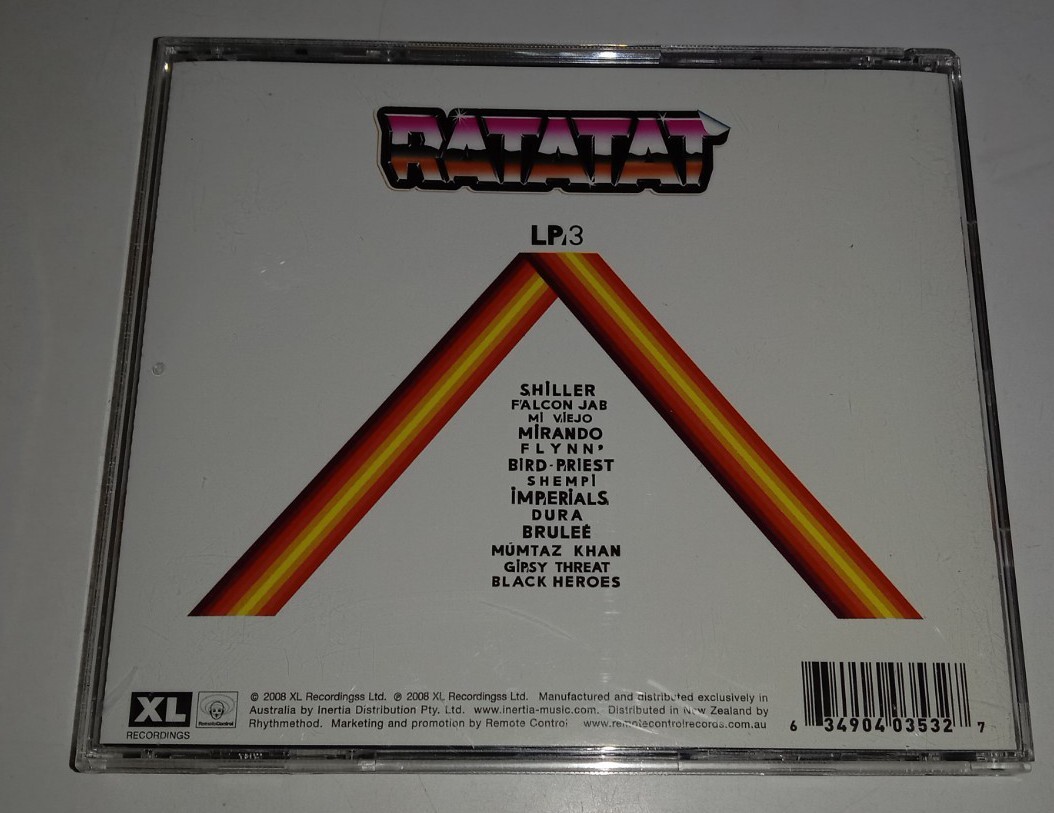 RATATAT
LP3
SHiLLER
FALCON JAB
Mi ViEJO
MiRANDO
FLYNN
BiRD-PRiEST
SHEMPi
iMPERiALS
DURA
BRULEÉ
MÚMTAZ KHAN
GiPSY THREAT
BLACK HEROES
XL
RECORDINGS
RemoteControl
© 2008 XL Recordingss Ltd. ℗ 2008 XL Recordingss Ltd. Manufactured and distributed exclusively in
Australia by Inertia Distribution Pty. Ltd. www.inertia-music.com. Distributed in New Zealand by
Rhythmethod. Marketing and promotion by Remote Control www.remotecontrolrecords.com.au
6 34904 03532 7